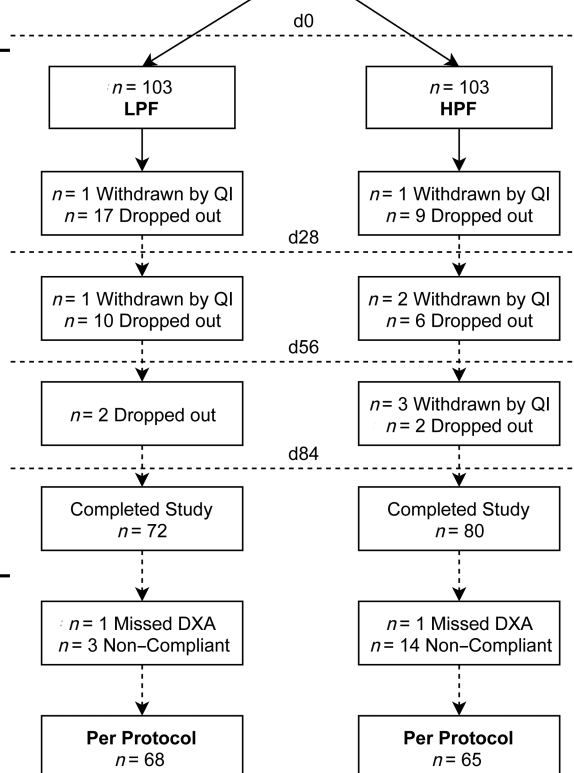 d0
n = 103
LPF
n = 103
HPF
n = 1 Withdrawn by QI
n = 17 Dropped out
n = 1 Withdrawn by QI
n = 9 Dropped out
d28
n = 1 Withdrawn by QI
n = 10 Dropped out
n = 2 Withdrawn by QI
n = 6 Dropped out
d56
n = 2 Dropped out
n = 3 Withdrawn by QI
n = 2 Dropped out
d84
Completed Study
n = 72
Completed Study
n = 80
n = 1 Missed DXA
n = 3 Non–Compliant
n = 1 Missed DXA
n = 14 Non–Compliant
Per Protocol
n = 68
Per Protocol
n = 65